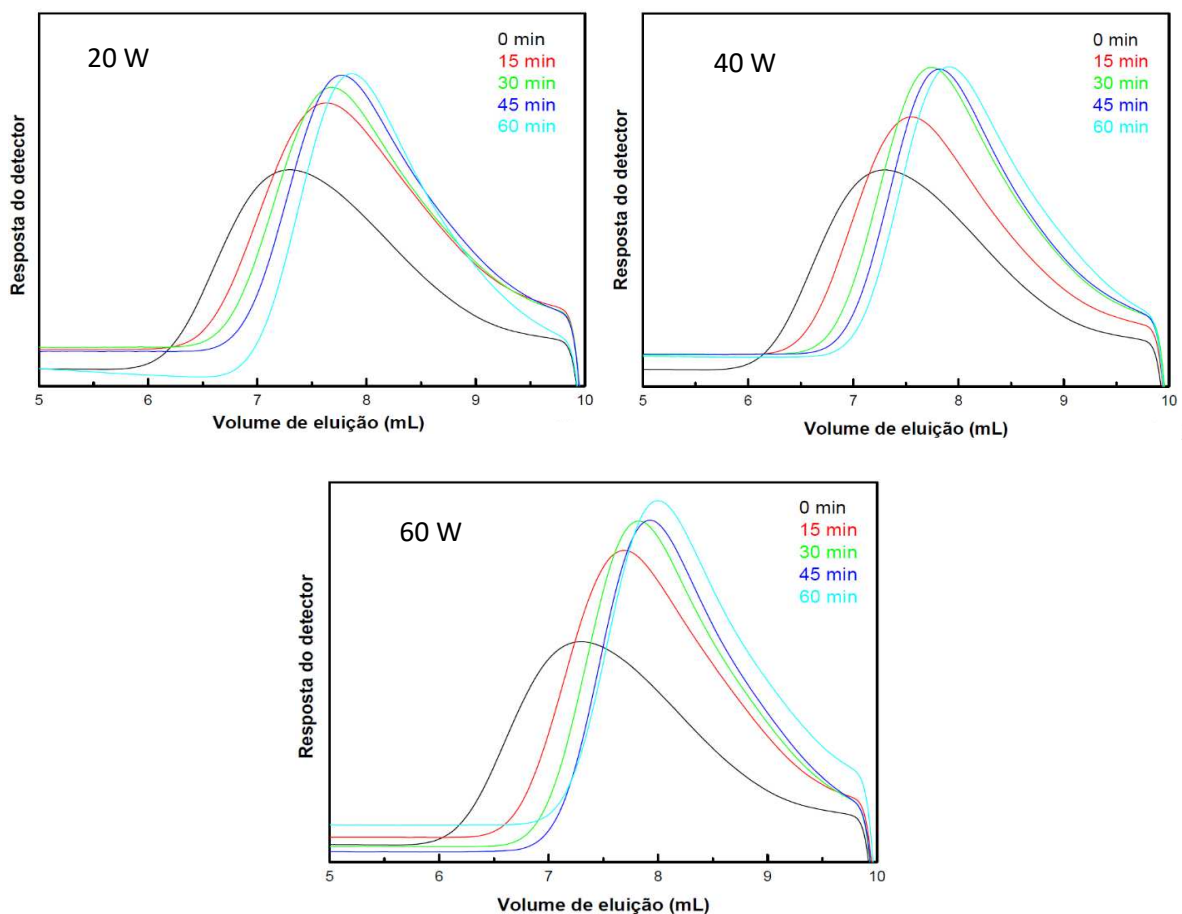 20 W
0 min
15 min
30 min
45 min
60 min
Resposta do detector
5 6 7 8 9 10
Volume de eluição (mL)
40 W
0 min
15 min
30 min
45 min
60 min
Resposta do detector
5 6 7 8 9 10
Volume de eluição (mL)
60 W
0 min
15 min
30 min
45 min
60 min
Resposta do detector
5 6 7 8 9 10
Volume de eluição (mL)